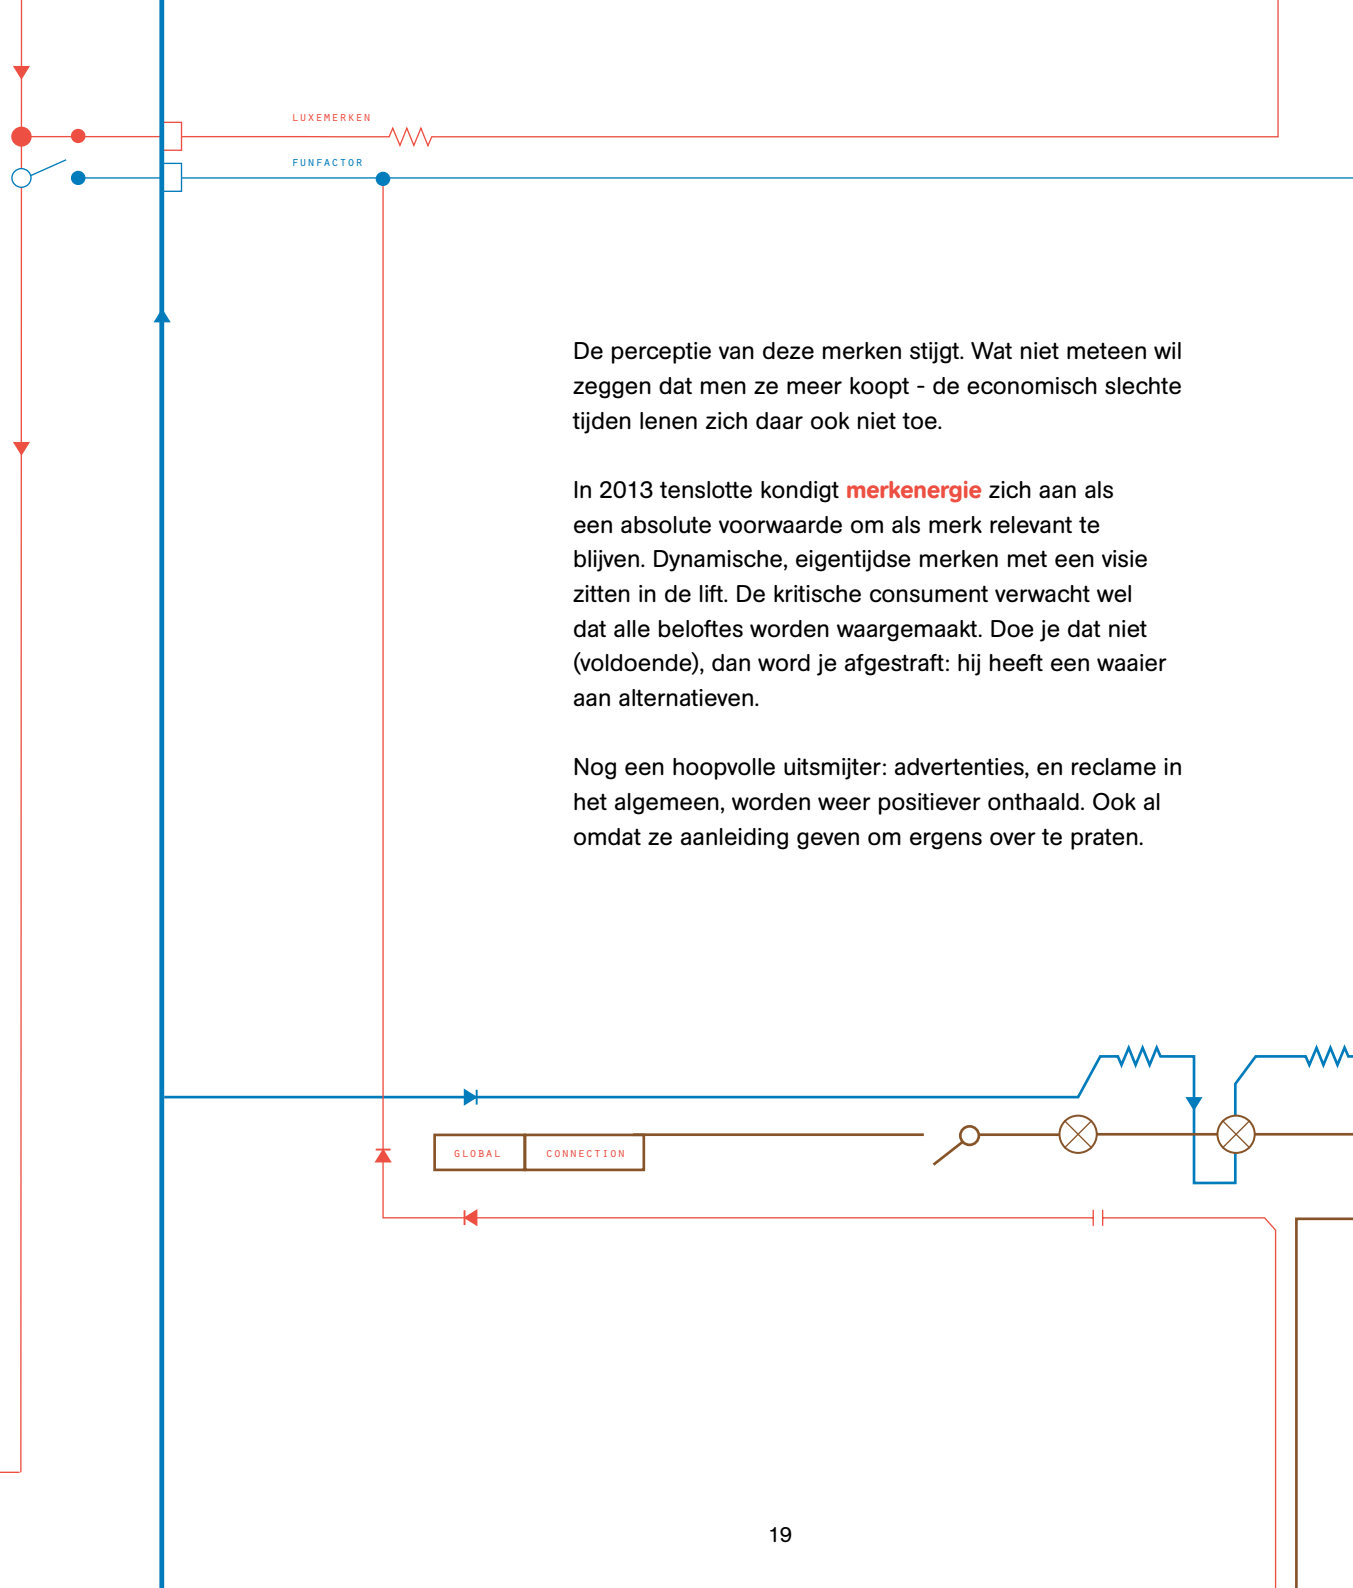 LUXEMERKEN
FUNFACTOR
De perceptie van deze merken stijgt. Wat niet meteen wil
zeggen dat men ze meer koopt - de economisch slechte
tijden lenen zich daar ook niet toe.
In 2013 tenslotte kondigt merkenergie zich aan als
een absolute voorwaarde om als merk relevant te
blijven. Dynamische, eigentijdse merken met een visie
zitten in de lift. De kritische consument verwacht wel
dat alle beloftes worden waargemaakt. Doe je dat niet
(voldoende), dan word je afgestraft: hij heeft een waaier
aan alternatieven.
Nog een hoopvolle uitsmijter: advertenties, en reclame in
het algemeen, worden weer positiever onthaald. Ook al
omdat ze aanleiding geven om ergens over te praten.
GLOBAL CONNECTION
19